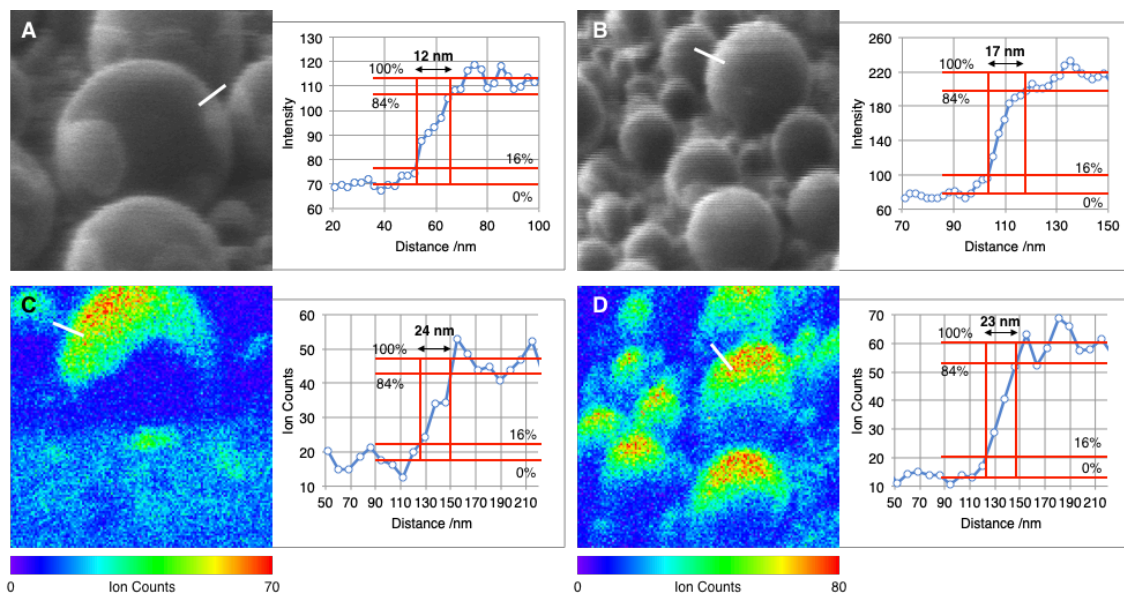 A
130
120
110
100
90
80
70
60
Intensity
12 nm
100%
84%
16%
0%
20 40 60 80 100
Distance /nm
B
260
220
180
140
100
60
Intensity
17 nm
100%
84%
16%
0%
70 90 110 130 150
Distance /nm
C
60
50
40
30
20
10
Ion Counts
24 nm
100%
84%
16%
0%
50 70 90 110 130 150 170 190 210
Distance /nm
0 Ion Counts 70
D
70
60
50
40
30
20
10
Ion Counts
23 nm
100%
84%
16%
0%
50 70 90 110 130 150 170 190 210
Distance /nm
0 Ion Counts 80